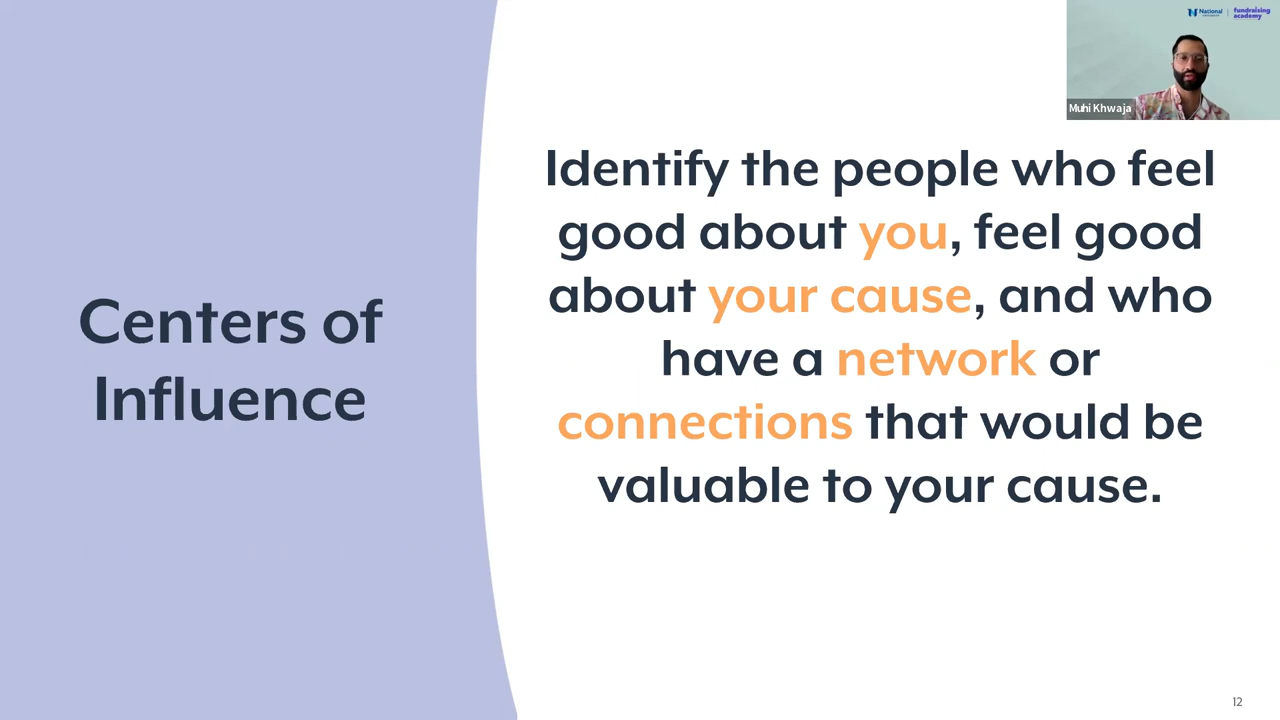 National
UNIVERSITY
fundraising
academy
Muhi Khwaja
Centers of
Influence
Identify the people who feel
good about you, feel good
about your cause, and who
have a network or
connections that would be
valuable to your cause.
12